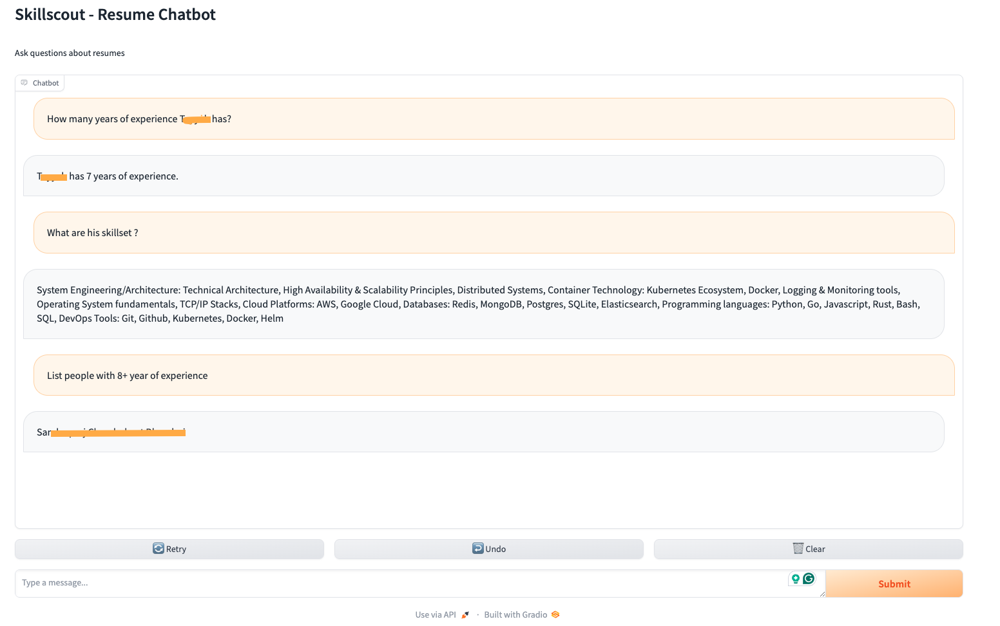 Skillscout - Resume Chatbot
Ask questions about resumes
Chatbot
How many years of experience has?
has 7 years of experience.
What are his skillset ?
System Engineering/Architecture: Technical Architecture, High Availability & Scalability Principles, Distributed Systems, Container Technology: Kubernetes Ecosystem, Docker, Logging & Monitoring tools,
Operating System fundamentals, TCP/IP Stacks, Cloud Platforms: AWS, Google Cloud, Databases: Redis, MongoDB, Postgres, SQLite, Elasticsearch, Programming languages: Python, Go, Javascript, Rust, Bash,
SQL, DevOps Tools: Git, Github, Kubernetes, Docker, Helm
List people with 8+ year of experience
Retry
Undo
Clear
Type a message...
Submit
Use via API · Built with Gradio